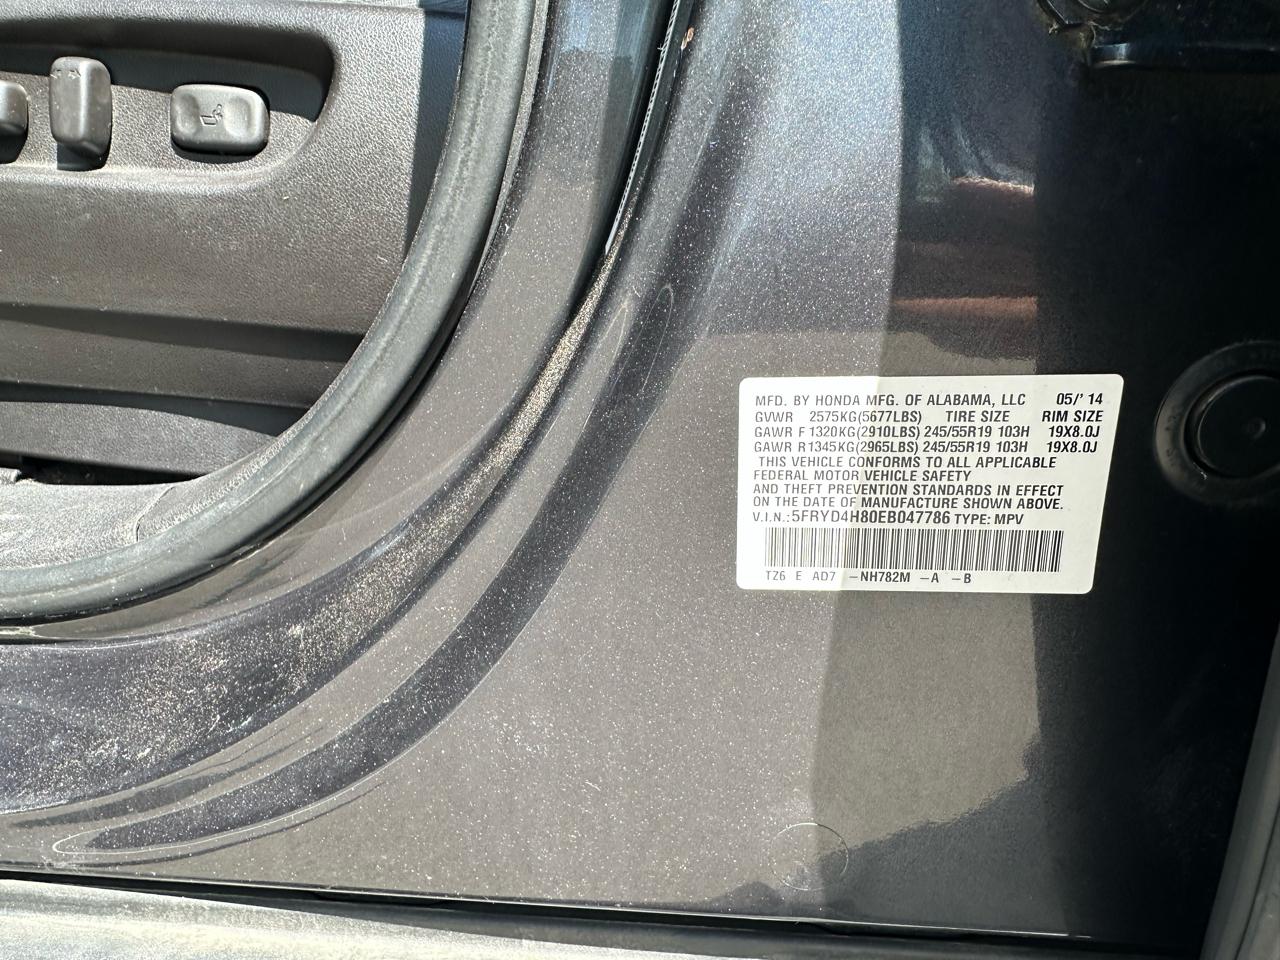 MFD. BY HONDA MFG. OF ALABAMA, LLC 05/' 14
GVWR 2575KG(5677LBS) TIRE SIZE RIM SIZE
GAWR F 1320KG(2910LBS) 245/55R19 103H 19X8.0J
GAWR R1345KG(2965LBS) 245/55R19 103H 19X8.0J
THIS VEHICLE CONFORMS TO ALL APPLICABLE
FEDERAL MOTOR VEHICLE SAFETY
AND THEFT PREVENTION STANDARDS IN EFFECT
ON THE DATE OF MANUFACTURE SHOWN ABOVE.
V.I.N.:5FRYD4H80EB047786 TYPE: MPV
TZ6 E AD7 -NH782M -A -B